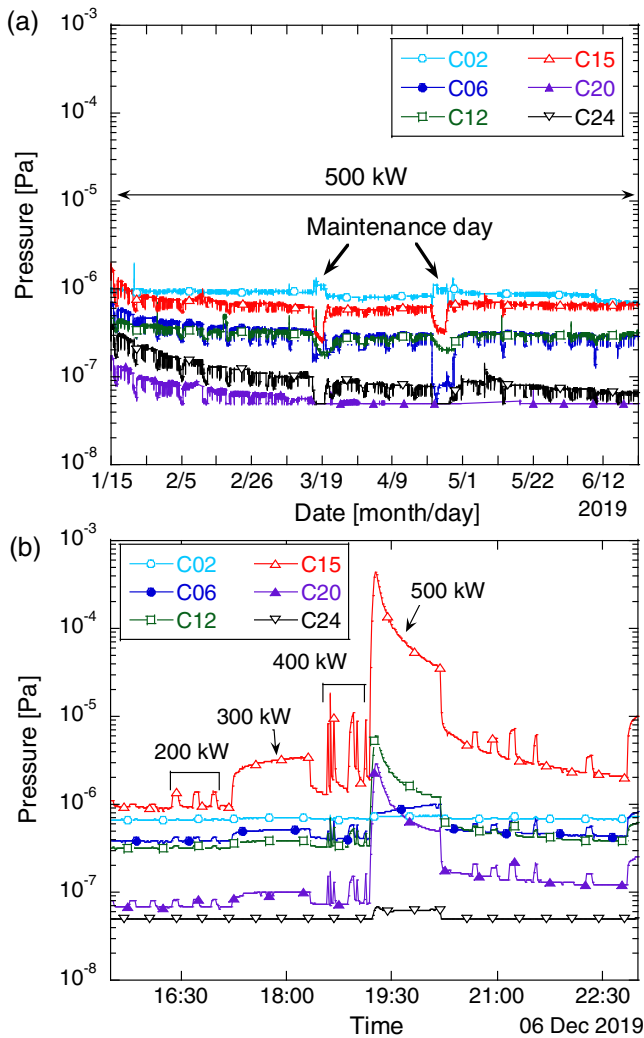 (a)
10^-3
10^-4
10^-5
10^-6
10^-7
10^-8
Pressure [Pa]
C02 C15
C06 C20
C12 C24
500 kW
Maintenance day
1/15 2/5 2/26 3/19 4/9 5/1 5/22 6/12
Date [month/day] 2019
(b)
10^-3
10^-4
10^-5
10^-6
10^-7
10^-8
Pressure [Pa]
C02 C15
C06 C20
C12 C24
500 kW
400 kW
300 kW
200 kW
16:30 18:00 19:30 21:00 22:30
Time 06 Dec 2019